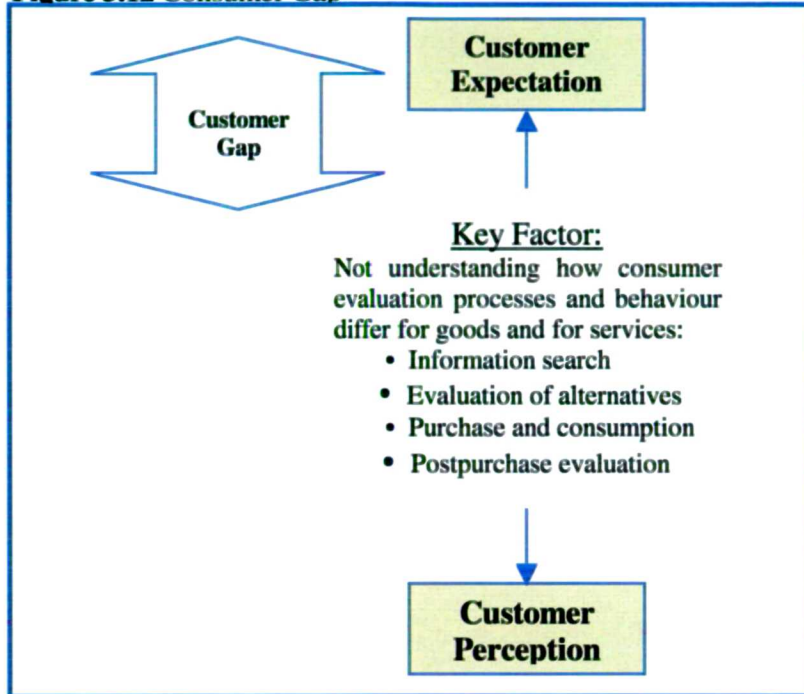 Customer
Expectation
Customer
Gap
Key Factor:
Not understanding how consumer
evaluation processes and behaviour
differ for goods and for services:
• Information search
• Evaluation of alternatives
• Purchase and consumption
• Postpurchase evaluation
Customer
Perception